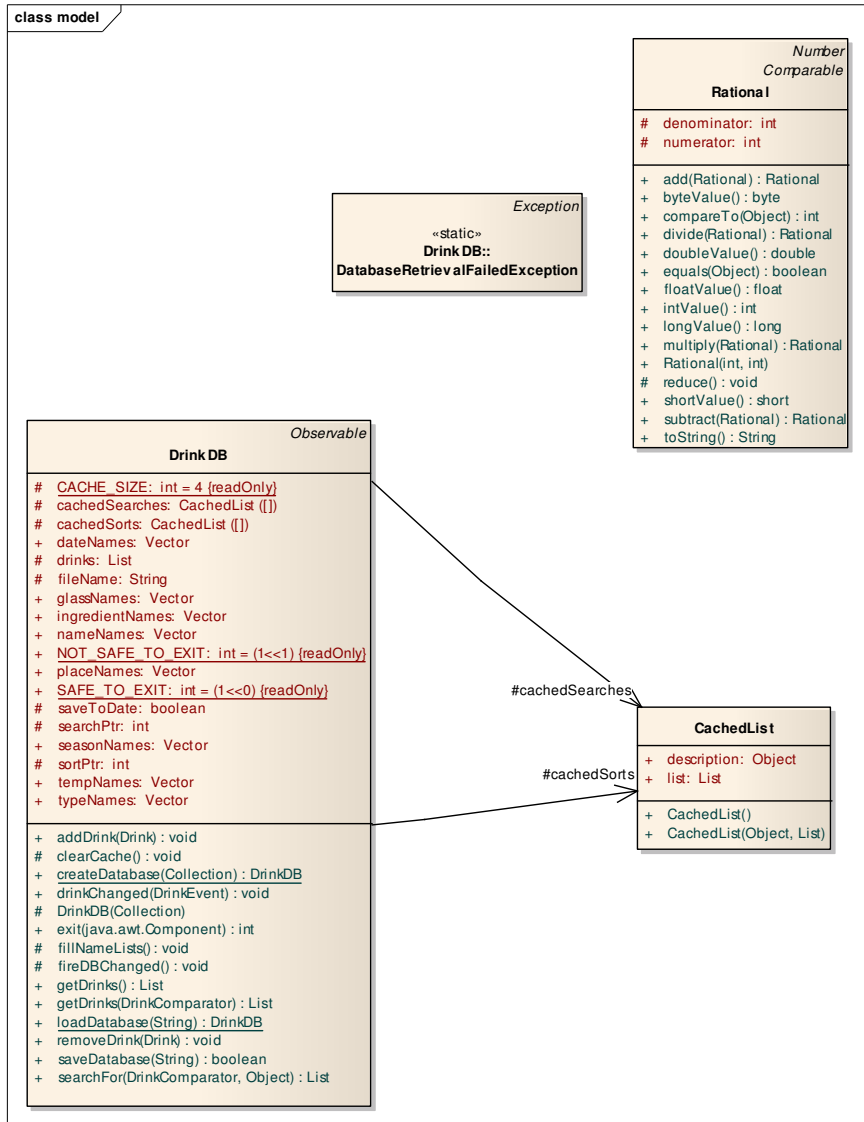 class model
Number
Comparable
Rational
# denominator: int
# numerator: int
+ add(Rational) : Rational
+ byteValue() : byte
+ compareTo(Object) : int
+ divide(Rational) : Rational
+ doubleValue() : double
+ equals(Object) : boolean
+ floatValue() : float
+ intValue() : int
+ longValue() : long
+ multiply(Rational) : Rational
+ Rational(int, int)
# reduce() : void
+ shortValue() : short
+ subtract(Rational) : Rational
+ toString() : String
Exception
«static»
DrinkDB::
DatabaseRetrievalFailedException
Observable
DrinkDB
# CACHE_SIZE: int = 4 {readOnly}
# cachedSearches: CachedList ([])
# cachedSorts: CachedList ([])
+ dateNames: Vector
# drinks: List
# fileName: String
+ glassNames: Vector
+ ingredientNames: Vector
+ nameNames: Vector
+ NOT_SAFE_TO_EXIT: int = (1<<1) {readOnly}
+ placeNames: Vector
+ SAFE_TO_EXIT: int = (1<<0) {readOnly}
# saveToDate: boolean
# searchPtr: int
+ seasonNames: Vector
# sortPtr: int
+ tempNames: Vector
+ typeNames: Vector
+ addDrink(Drink) : void
# clearCache() : void
+ createDatabase(Collection) : DrinkDB
+ drinkChanged(DrinkEvent) : void
# DrinkDB(Collection)
+ exit(java.awt.Component) : int
# fillNameLists() : void
# fireDBChanged() : void
+ getDrinks() : List
+ getDrinks(DrinkComparator) : List
+ loadDatabase(String) : DrinkDB
+ removeDrink(Drink) : void
+ saveDatabase(String) : boolean
+ searchFor(DrinkComparator, Object) : List
#cachedSearches
#cachedSorts
CachedList
+ description: Object
+ list: List
+ CachedList()
+ CachedList(Object, List)